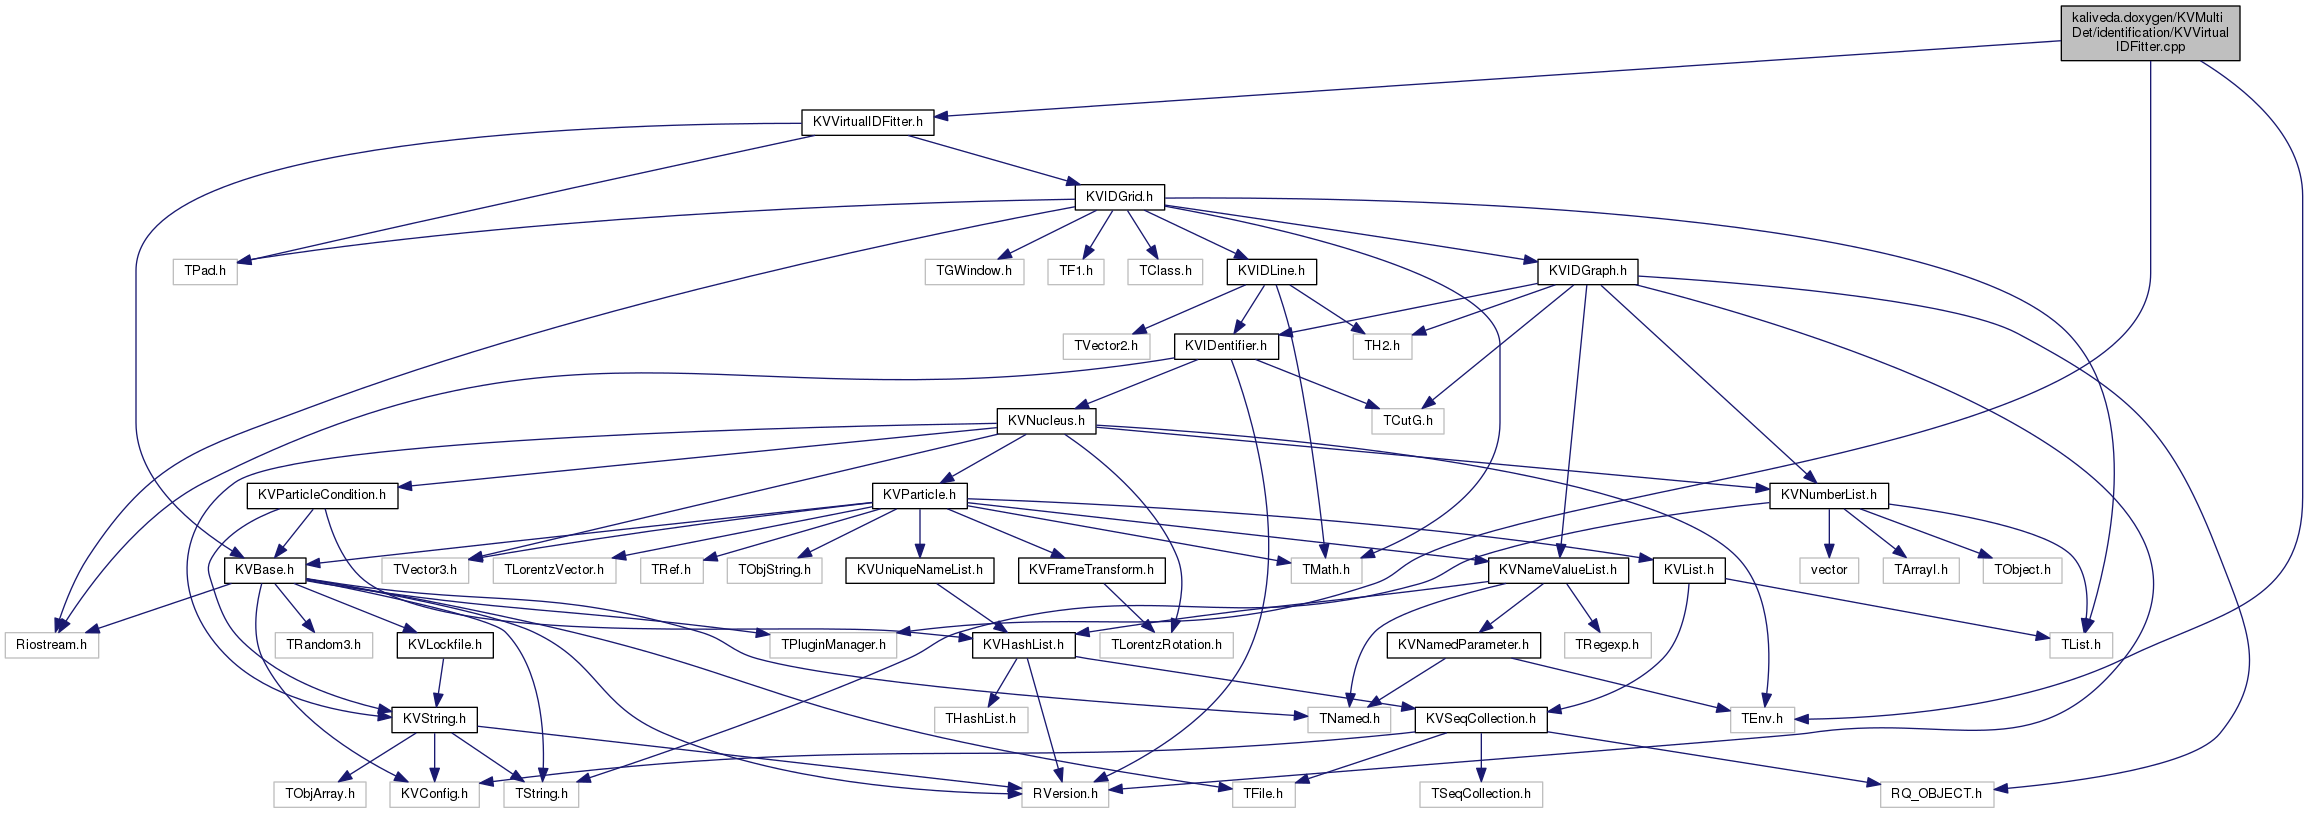 kaliveda.doxygen/KVMulti
Det/identification/KVVirtual
IDFitter.cpp
KVVirtualIDFitter.h
KVIDGrid.h
TPad.h
TGWindow.h
TF1.h
TClass.h
KVIDLine.h
KVIDGraph.h
TVector2.h
KVIDentifier.h
TH2.h
KVNucleus.h
TCutG.h
KVParticleCondition.h
KVParticle.h
KVNumberList.h
KVBase.h
TVector3.h
TLorentzVector.h
TRef.h
TObjString.h
KVUniqueNameList.h
KVFrameTransform.h
TMath.h
KVNameValueList.h
KVList.h
vector
TArrayI.h
TObject.h
Riostream.h
TRandom3.h
KVLockfile.h
TPluginManager.h
KVHashList.h
TLorentzRotation.h
KVNamedParameter.h
TRegexp.h
TList.h
KVString.h
THashList.h
TNamed.h
KVSeqCollection.h
TEnv.h
TObjArray.h
KVConfig.h
TString.h
RVersion.h
TFile.h
TSeqCollection.h
RQ_OBJECT.h